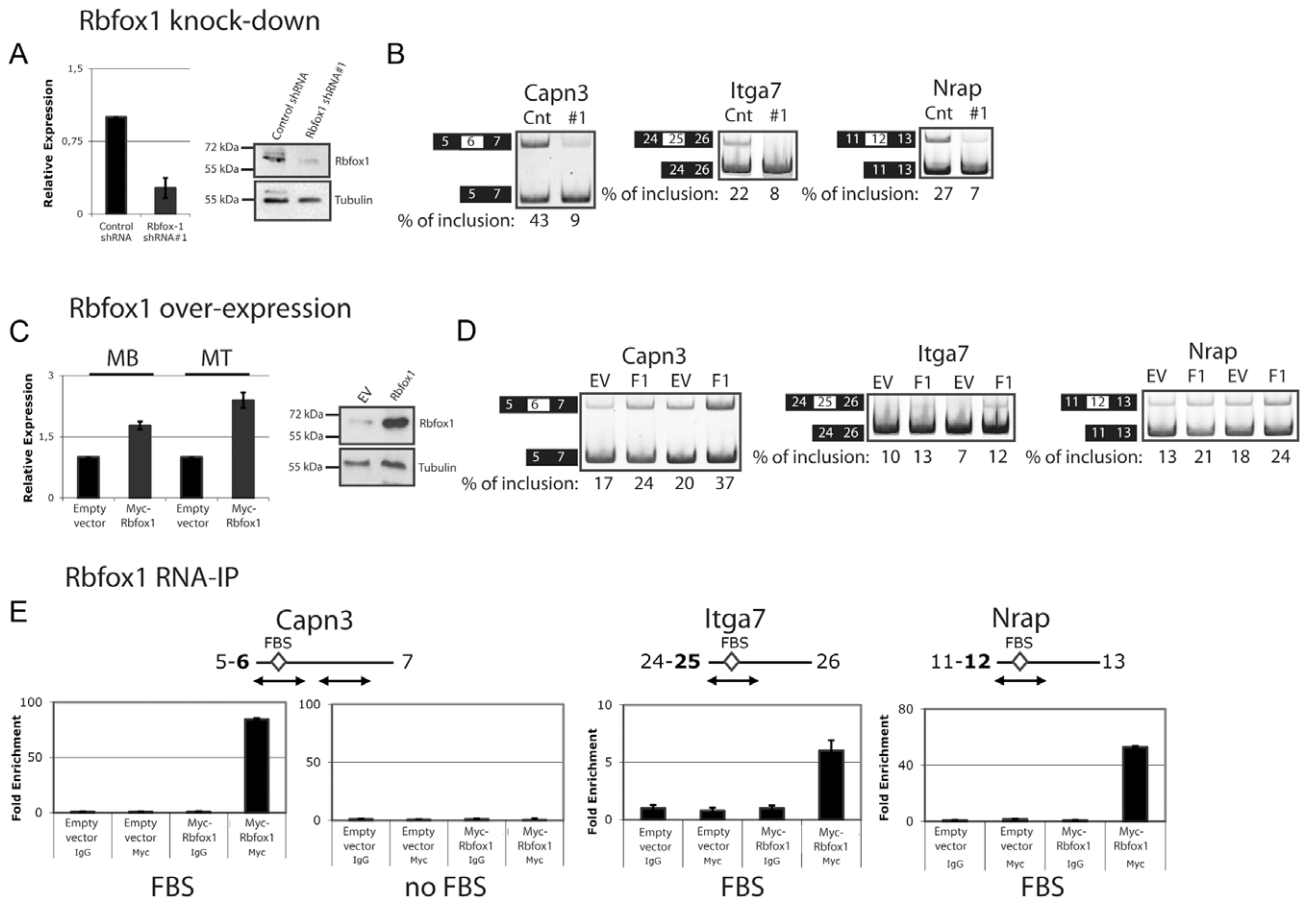 Rbfox1 knock-down
A
Relative Expression
1,5
0,75
0
Control shRNA
Rbfox-1 shRNA#1
Control shRNA
Rbfox1 shRNA#1
72 kDa
55 kDa
Rbfox1
55 kDa
Tubulin
B
Capn3
Cnt #1
5 6 7
5 7
% of inclusion: 43 9
Itga7
Cnt #1
24 25 26
24 26
% of inclusion: 22 8
Nrap
Cnt #1
11 12 13
11 13
% of inclusion: 27 7
Rbfox1 over-expression
C
MB MT
Relative Expression
3
1,5
0
Empty vector
Myc-Rbfox1
Empty vector
Myc-Rbfox1
EV
Rbfox1
72 kDa
55 kDa
Rbfox1
55 kDa
Tubulin
D
Capn3
EV F1 EV F1
5 6 7
5 7
% of inclusion: 17 24 20 37
Itga7
EV F1 EV F1
24 25 26
24 26
% of inclusion: 10 13 7 12
Nrap
EV F1 EV F1
11 12 13
11 13
% of inclusion: 13 21 18 24
Rbfox1 RNA-IP
E
Capn3
FBS
5-6 7
Fold Enrichment
100
50
0
Empty vector IgG
Empty vector Myc
Myc-Rbfox1 IgG
Myc-Rbfox1 Myc
FBS
100
50
0
Empty vector IgG
Empty vector Myc
Myc-Rbfox1 IgG
Myc-Rbfox1 Myc
no FBS
Itga7
FBS
24-25 26
Fold Enrichment
10
5
0
Empty vector IgG
Empty vector Myc
Myc-Rbfox1 IgG
Myc-Rbfox1 Myc
FBS
Nrap
FBS
11-12 13
Fold Enrichment
80
40
0
Empty vector IgG
Empty vector Myc
Myc-Rbfox1 IgG
Myc-Rbfox1 Myc
FBS